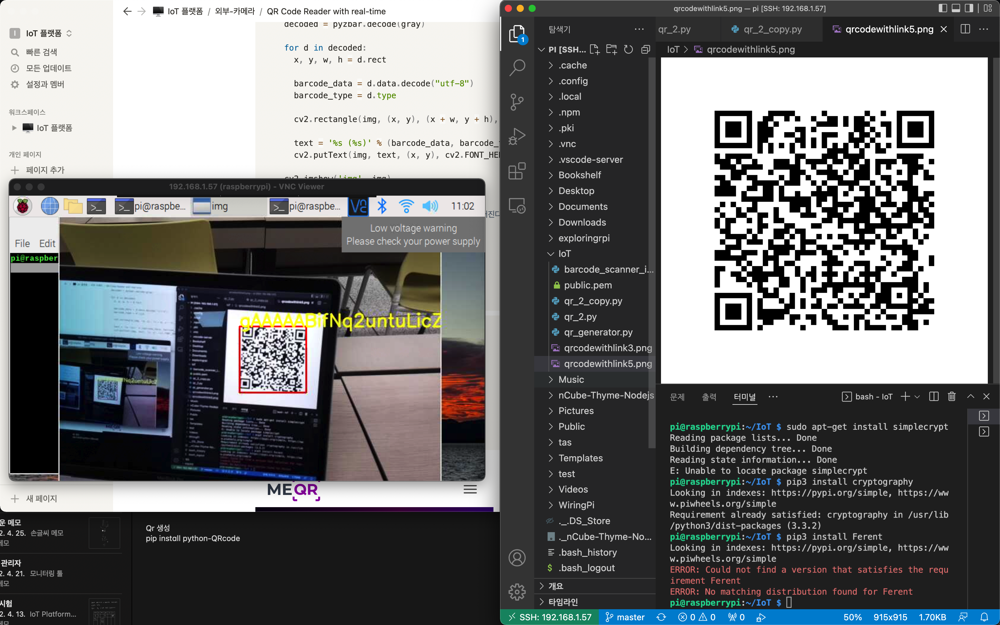 IoT 플랫폼 / 외부-카메라 / QR Code Reader with real-time
I IoT 플랫폼
빠른 검색
모든 업데이트
설정과 멤버
워크스페이스
IoT 플랫폼
개인 페이지
페이지 추가
decoded = pyzbar.decode(gray)
for d in decoded:
x, y, w, h = d.rect
barcode_data = d.data.decode("utf-8")
barcode_type = d.type
cv2.rectangle(img, (x, y), (x + w, y + h),
text = '%s (%s)' % (barcode_data, barcode_
cv2.putText(img, text, (x, y), cv2.FONT_HE
cv2.imshow('img', img)
192.168.1.57 (raspberrypi) - VNC Viewer
pi@raspbe...
img
pi@raspbe...
11:02
Low voltage warning
Please check your power supply
File Edit
pi@raspber
gAAAAABifNq2untuLicZ
MEQR
새 페이지
운 메모
2. 4. 25. 손글씨 메모
메모
관리자
2. 4. 21. 모니터링 툴
메모
시험
2. 4. 13. IoT Platform...
메모
Qr 생성
pip install python-QRcode
qrcodewithlink5.png — pi [SSH: 192.168.1.57]
탐색기
1
qr_2.py
qr_2_copy.py
qrcodewithlink5.png
IoT > qrcodewithlink5.png
PI [SSH...
.cache
.config
.local
.npm
.pki
.vnc
.vscode-server
Bookshelf
Desktop
Documents
Downloads
exploringrpi
IoT
barcode_scanner_i...
public.pem
qr_2_copy.py
qr_2.py
qr_generator.py
qrcodewithlink3.png
qrcodewithlink5.png
Music
nCube-Thyme-Nodejs
Pictures
Public
tas
Templates
test
Videos
WiringPi
._.DS_Store
._nCube-Thyme-No...
.bash_history
.bash_logout
개요
타임라인
문제 출력 터미널
bash - IoT
pi@raspberrypi:~/IoT $ sudo apt-get install simplecrypt
Reading package lists... Done
Building dependency tree... Done
Reading state information... Done
E: Unable to locate package simplecrypt
pi@raspberrypi:~/IoT $ pip3 install cryptography
Looking in indexes: https://pypi.org/simple, https://ww
w.piwheels.org/simple
Requirement already satisfied: cryptography in /usr/lib
/python3/dist-packages (3.3.2)
pi@raspberrypi:~/IoT $ pip3 install Ferent
Looking in indexes: https://pypi.org/simple, https://ww
w.piwheels.org/simple
ERROR: Could not find a version that satisfies the requ
irement Ferent
ERROR: No matching distribution found for Ferent
pi@raspberrypi:~/IoT $
SSH: 192.168.1.57 master 0 0 0 50% 915x915 1.70KB